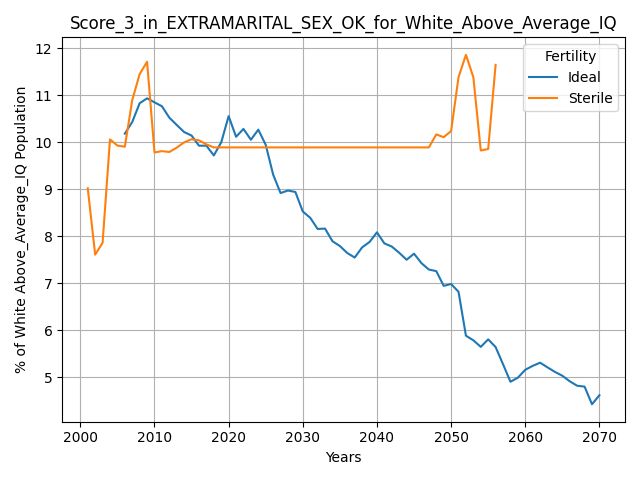 Score_3_in_EXTRAMARITAL_SEX_OK_for_White_Above_Average_IQ
% of White Above_Average_IQ Population
12
11
10
9
8
7
6
5
Fertility
Ideal
Sterile
2000 2010 2020 2030 2040 2050 2060 2070
Years